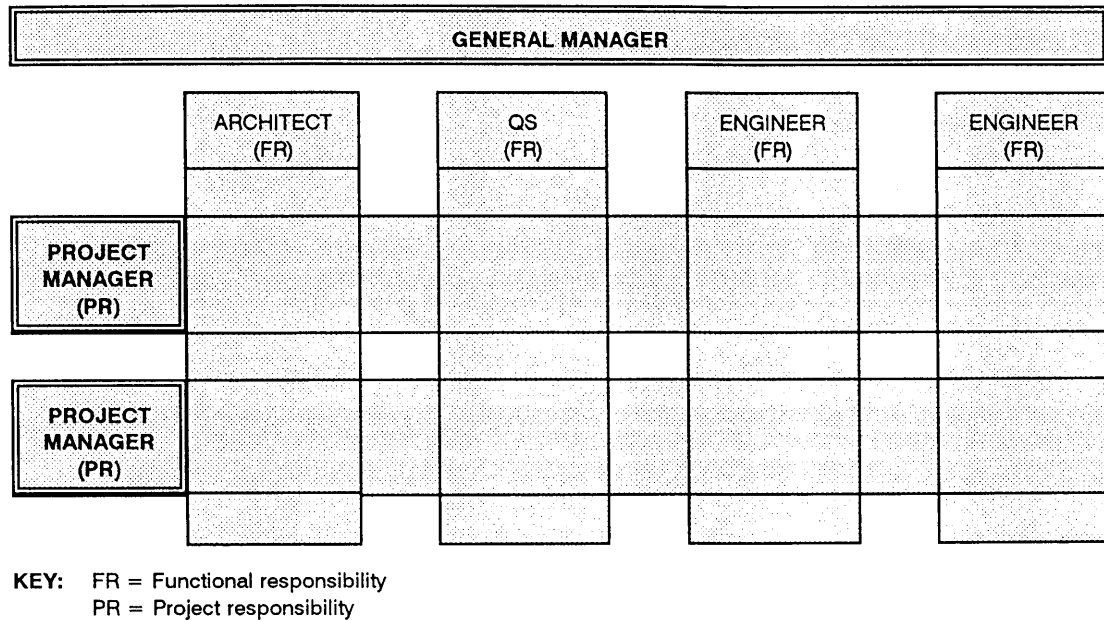 GENERAL MANAGER
ARCHITECT
(FR)
QS
(FR)
ENGINEER
(FR)
ENGINEER
(FR)
PROJECT
MANAGER
(PR)
PROJECT
MANAGER
(PR)
KEY: FR = Functional responsibility
PR = Project responsibility